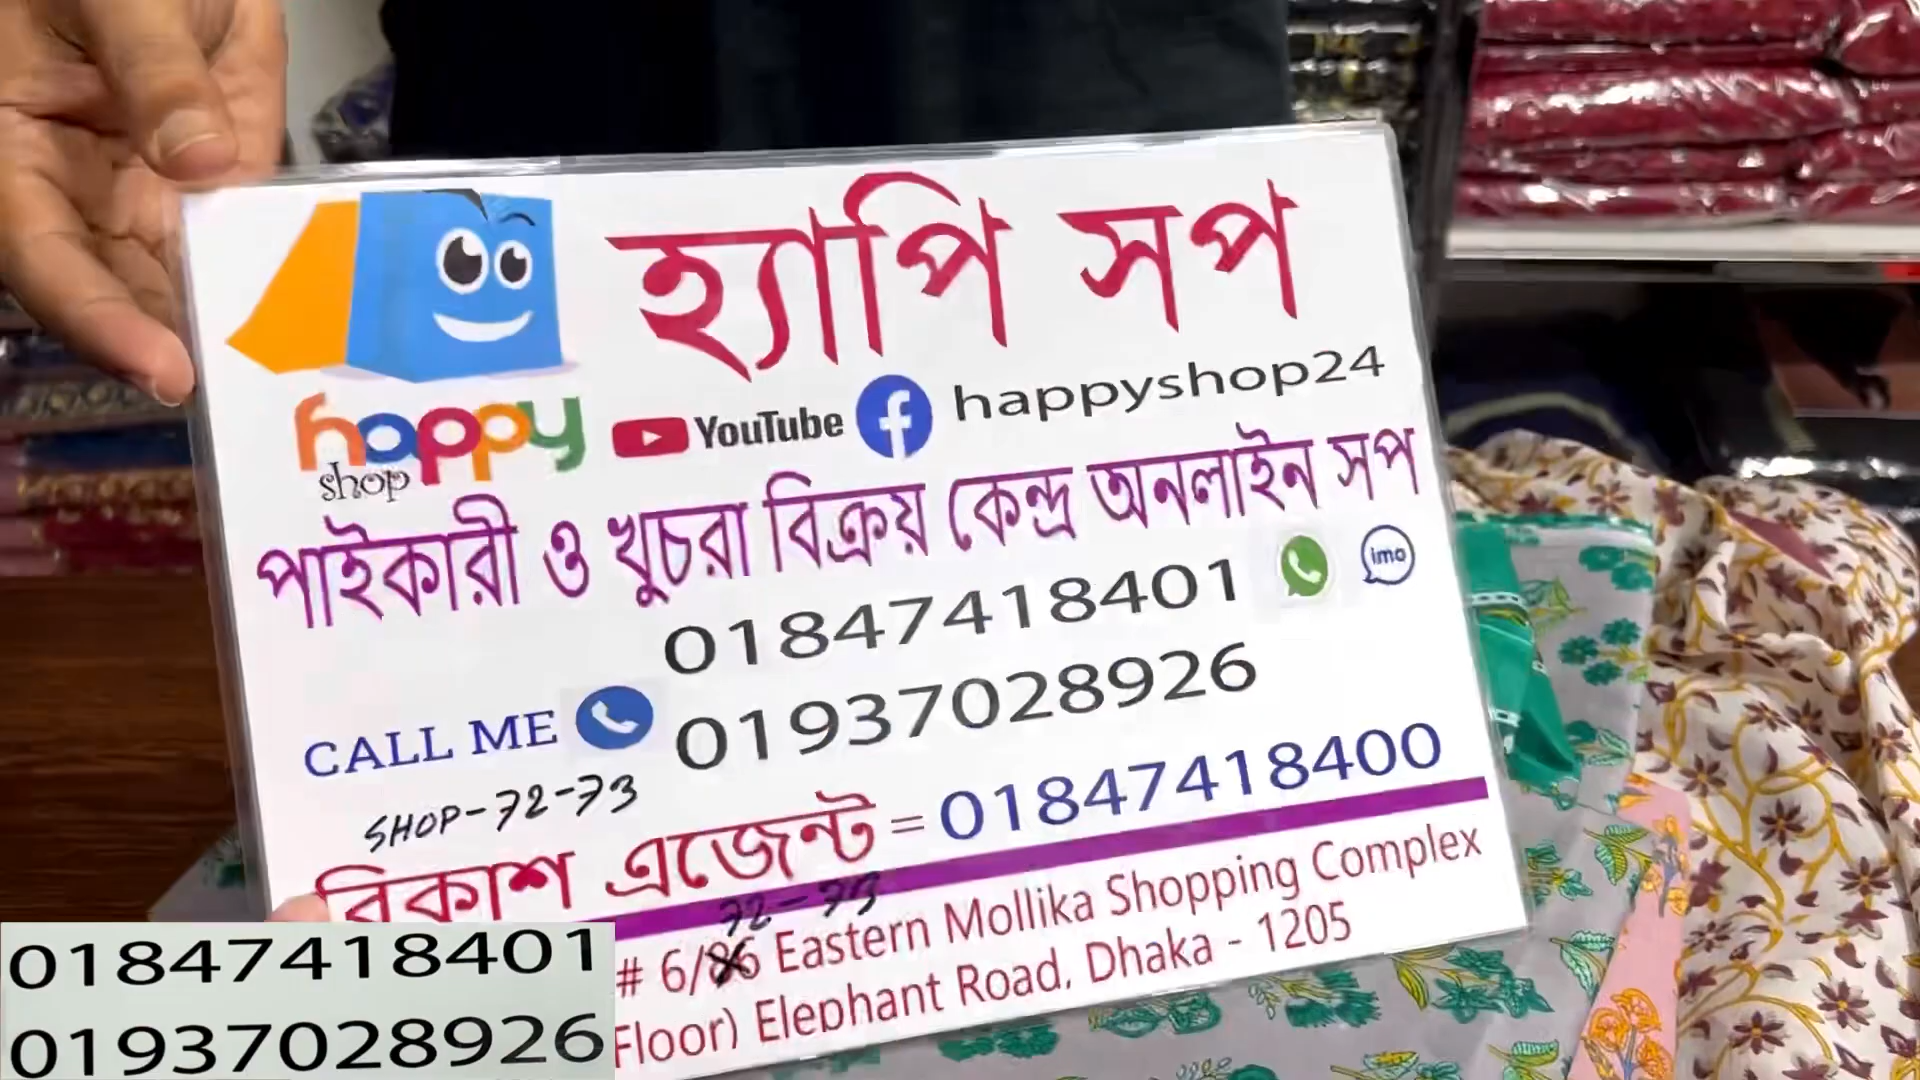 হ্যাপি সপ
happy
shop
YouTube
happyshop24
পাইকারী ও খুচরা বিক্রয় কেন্দ্র অনলাইন সপ
01847418401
imo
CALL ME
01937028926
SHOP-72-73
বিকাশ এজেন্ট = 01847418400
72-73
# 6/ Eastern Mollika Shopping Complex
Floor) Elephant Road, Dhaka - 1205
01847418401
01937028926